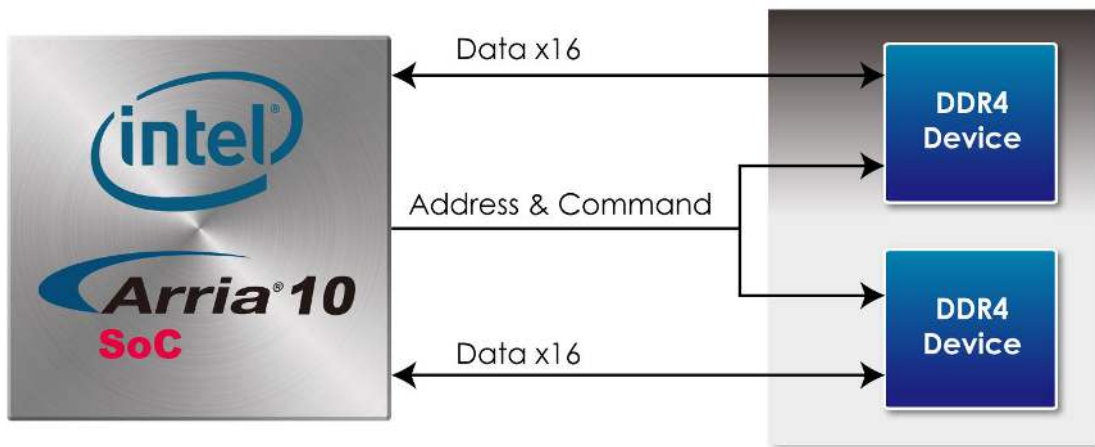 Data x16
intel®
DDR4
Device
Address & Command
Arria® 10
SoC
DDR4
Device
Data x16